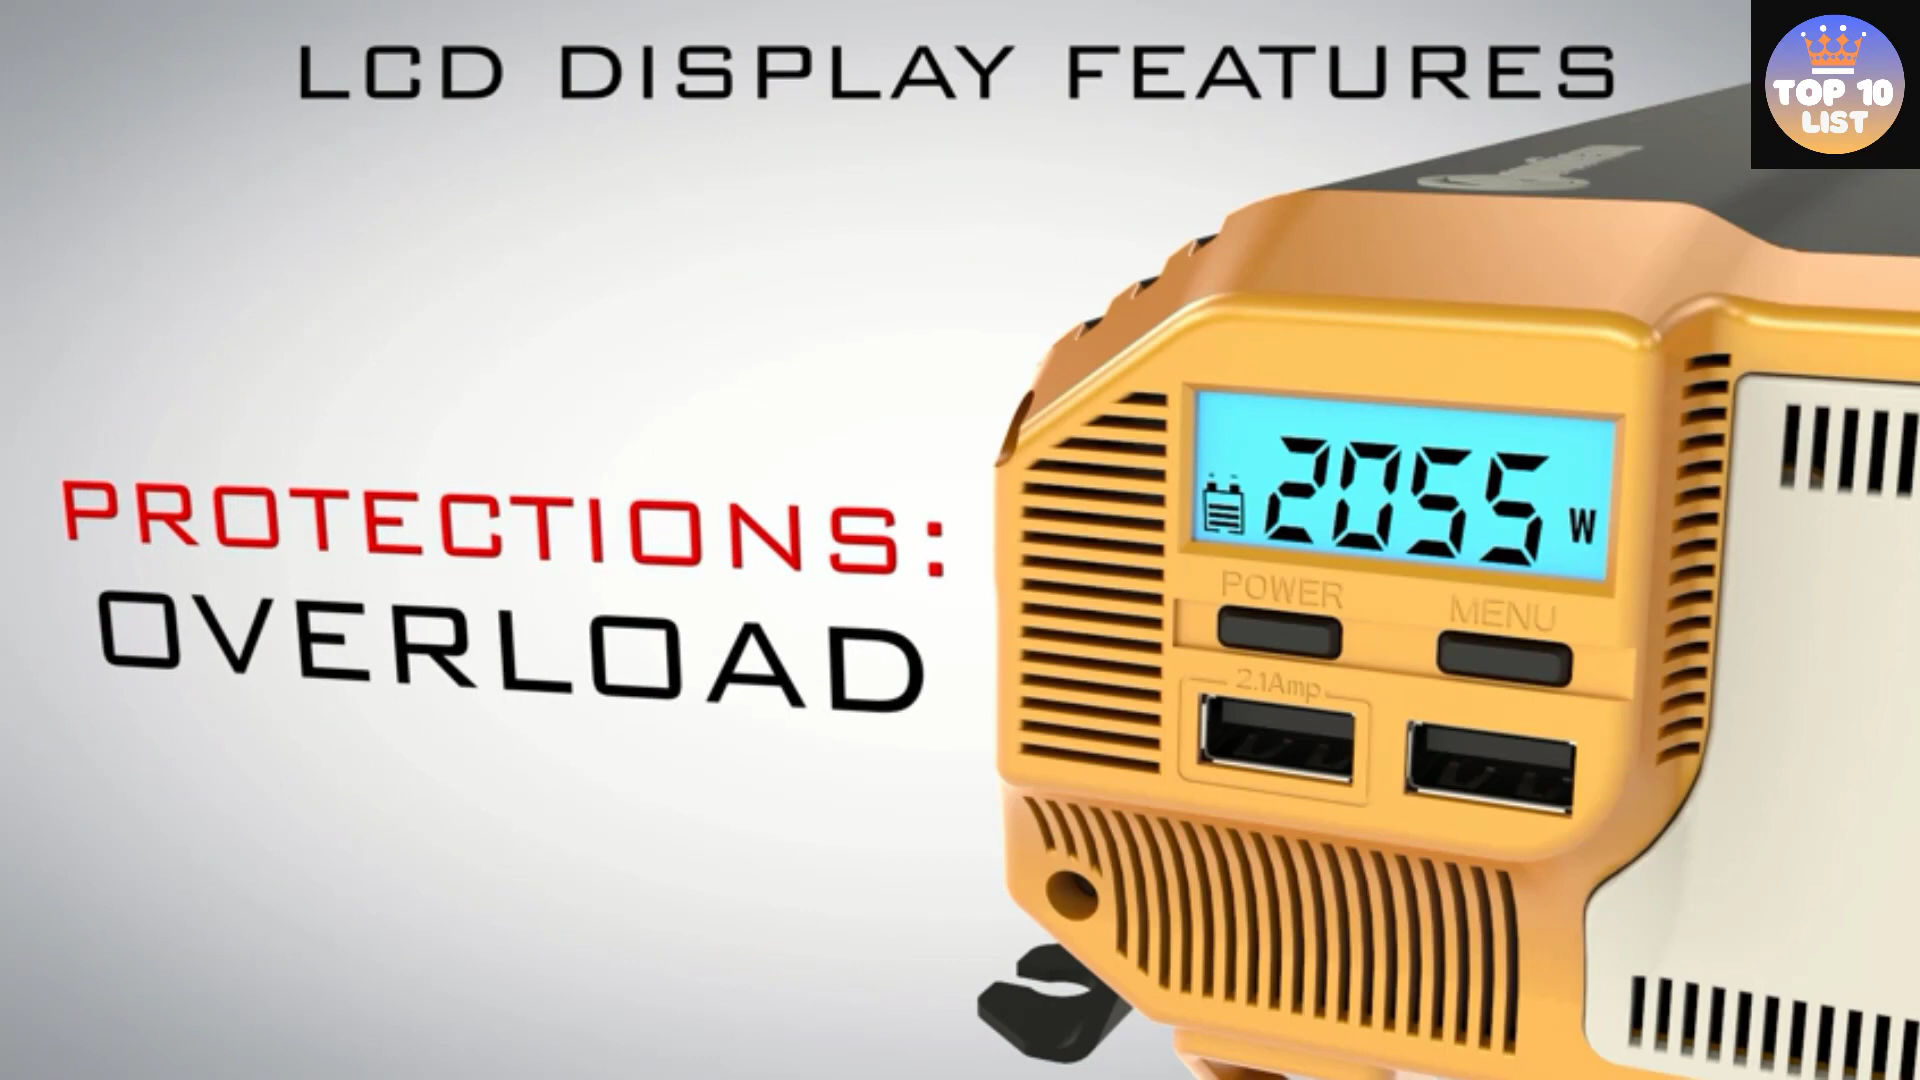 LCD DISPLAY FEATURES
TOP 10
LIST
PROTECTIONS:
OVERLOAD
2055 W
POWER
MENU
2.1Amp